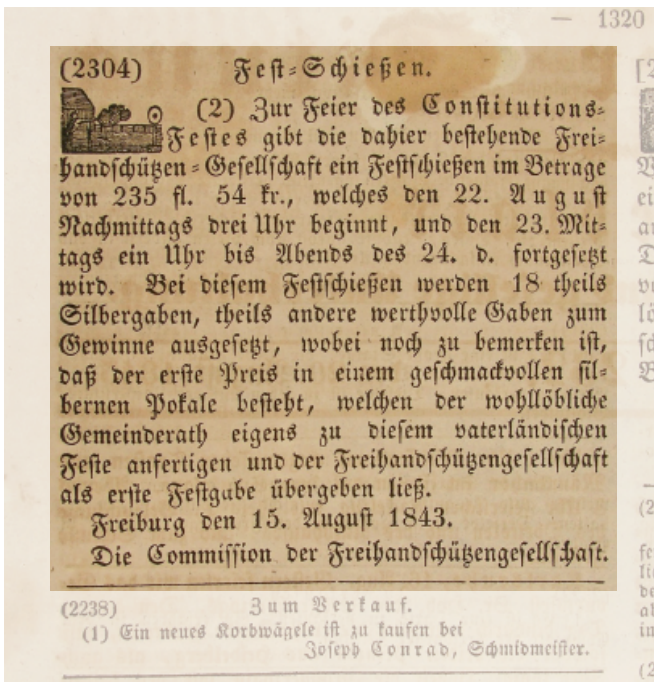 — 1320
(2304) Fest-Schießen.
(2) Zur Feier des Constitutions-
Festes gibt die dahier bestehende Frei-
handschützen-Gesellschaft ein Festschießen im Betrage
von 235 fl. 54 kr., welches den 22. August
Nachmittags drei Uhr beginnt, und den 23. Mit-
tags ein Uhr bis Abends des 24. d. fortgesetzt
wird. Bei diesem Festschießen werden 18 theils
Silbergaben, theils andere werthvolle Gaben zum
Gewinne ausgesetzt, wobei noch zu bemerken ist,
daß der erste Preis in einem geschmackvollen sil-
bernen Pokale besteht, welchen der wohllöbliche
Gemeinderath eigens zu diesem vaterländischen
Feste anfertigen und der Freihandschützengesellschaft
als erste Festgabe übergeben ließ.
Freiburg den 15. August 1843.
Die Commission der Freihandschützengesellschaft.
(2238) Zum Verkauf.
(1) Ein neues Korbwägele ist zu kaufen bei
Joseph Conrad, Schmidmeister.